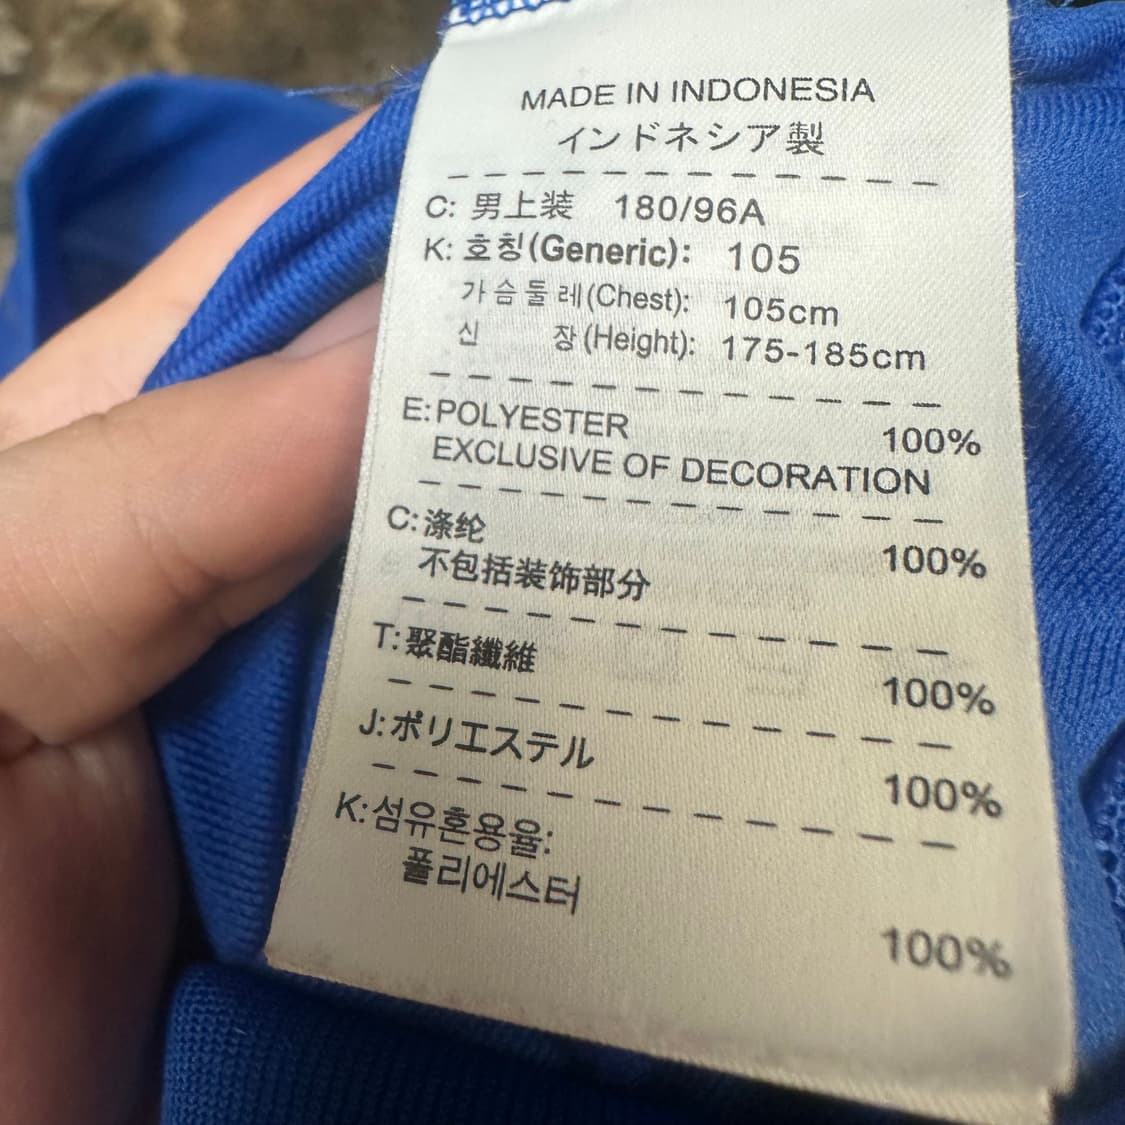 MADE IN INDONESIA
インドネシア製
C: 男上装 180/96A
K: 호칭(Generic): 105
가슴둘레(Chest): 105cm
신 장(Height): 175-185cm
E:POLYESTER 100%
EXCLUSIVE OF DECORATION
C:涤纶 100%
不包括装饰部分
T:聚酯纖維 100%
J:ポリエステル 100%
K:섬유혼용율:
폴리에스터 100%